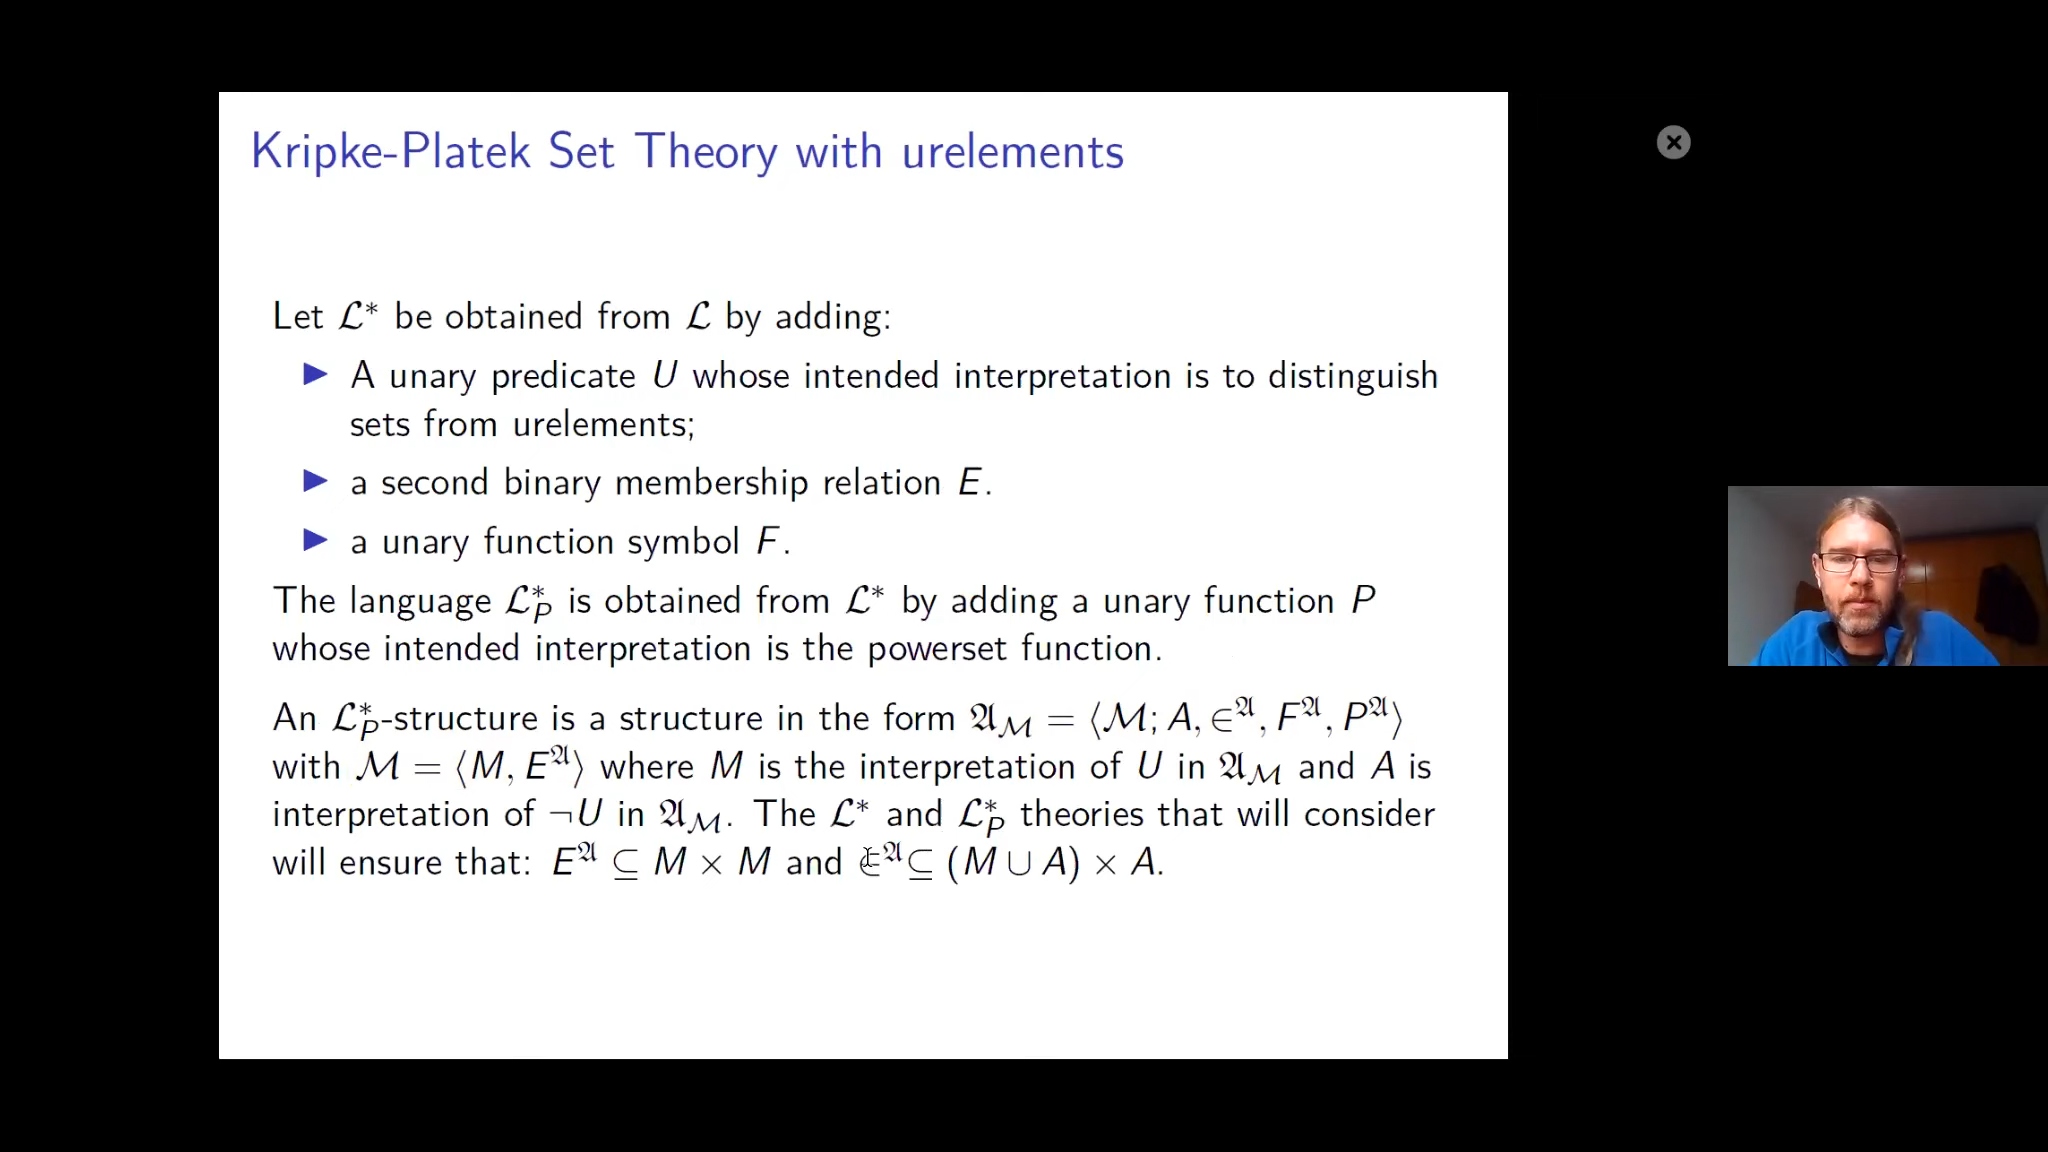 Kripke-Platek Set Theory with urelements
Let ℒ* be obtained from ℒ by adding:
▶ A unary predicate U whose intended interpretation is to distinguish
sets from urelements;
▶ a second binary membership relation E.
▶ a unary function symbol F.
The language ℒ*_P is obtained from ℒ* by adding a unary function P
whose intended interpretation is the powerset function.
An ℒ*_P-structure is a structure in the form 𝔄_ℳ = ⟨ℳ; A, ∈^𝔄, F^𝔄, P^𝔄⟩
with ℳ = ⟨M, E^𝔄⟩ where M is the interpretation of U in 𝔄_ℳ and A is
interpretation of ¬U in 𝔄_ℳ. The ℒ* and ℒ*_P theories that will consider
will ensure that: E^𝔄 ⊆ M × M and ∈^𝔄 ⊆ (M ∪ A) × A.